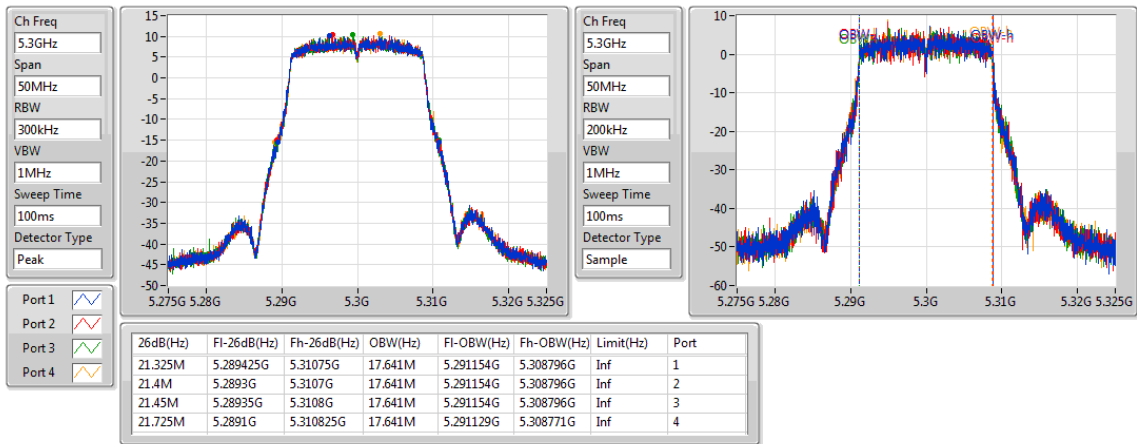 Ch Freq
5.3GHz
Span
50MHz
RBW
300kHz
VBW
1MHz
Sweep Time
100ms
Detector Type
Peak
15
10
5
0
-5
-10
-15
-20
-25
-30
-35
-40
-45
-50
5.275G 5.28G 5.29G 5.3G 5.31G 5.32G 5.325G
Ch Freq
5.3GHz
Span
50MHz
RBW
200kHz
VBW
1MHz
Sweep Time
100ms
Detector Type
Sample
10
0
-10
-20
-30
-40
-50
-60
OBW-h
5.275G 5.28G 5.29G 5.3G 5.31G 5.32G 5.325G
Port 1
Port 2
Port 3
Port 4
26dB(Hz) Fl-26dB(Hz) Fh-26dB(Hz) OBW(Hz) Fl-OBW(Hz) Fh-OBW(Hz) Limit(Hz) Port
21.325M 5.289425G 5.31075G 17.641M 5.291154G 5.308796G Inf 1
21.4M 5.2893G 5.3107G 17.641M 5.291154G 5.308796G Inf 2
21.45M 5.28935G 5.3108G 17.641M 5.291154G 5.308796G Inf 3
21.725M 5.2891G 5.310825G 17.641M 5.291129G 5.308771G Inf 4